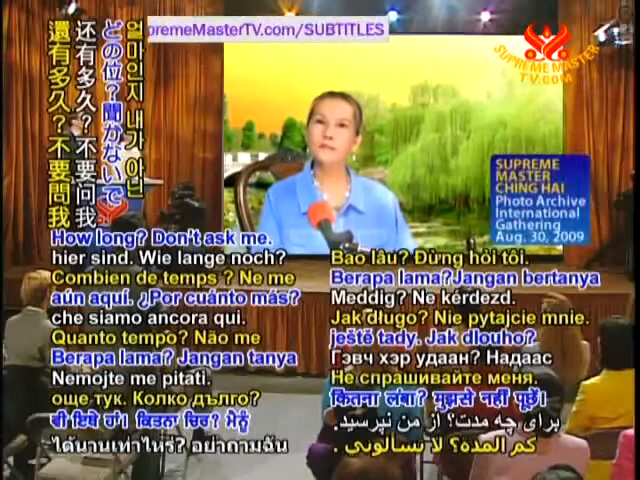 premeMasterTV.com/SUBTITLES
SUPREME MASTER
TV.COM
얼마인지 내가 아닌
どの位？聞かないで
还有多久？不要问我
還有多久？不要問我
SUPREME
MASTER
CHING HAI
Photo Archive
International
Gathering
Aug. 30, 2009
How long? Don't ask me.
hier sind. Wie lange noch?
Combien de temps ? Ne me
aún aquí. ¿Por cuánto más?
che siamo ancora qui.
Quanto tempo? Não me
Berapa lama? Jangan tanya
Nemojte me pitati.
още тук. Колко дълго?
ਵੀ ਇਥੇ ਹਾਂ। ਕਿਤਨਾ ਚਿਰ? ਮੈਨੂੰ
ได้นานเท่าไหร่? อย่าถามฉัน
Bao lâu? Đừng hỏi tôi.
Berapa lama?Jangan bertanya
Meddig? Ne kérdezd.
Jak długo? Nie pytajcie mnie.
ještě tady. Jak dlouho?
Гэвч хэр удаан? Надаас
Не спрашивайте меня.
कितना लंबा? मुझसे नहीं पूछें।
برای چه مدت؟ از من نپرسید.
كم المدة؟ لا تسألوني .